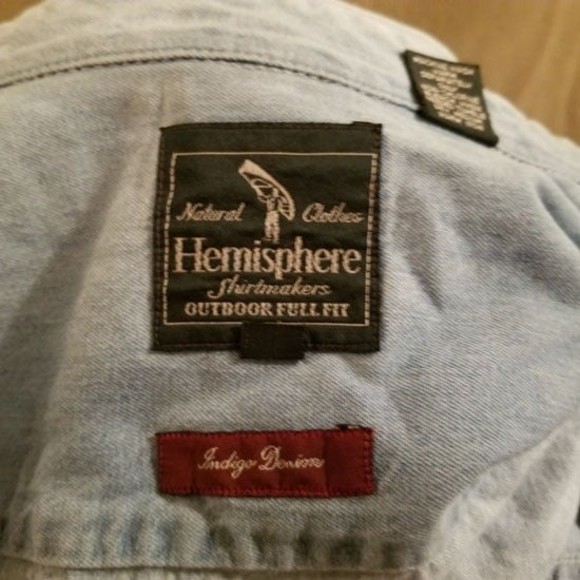 Natural Clothes
Hemisphere
Shirtmakers
OUTDOOR FULL FIT
Indigo Denim